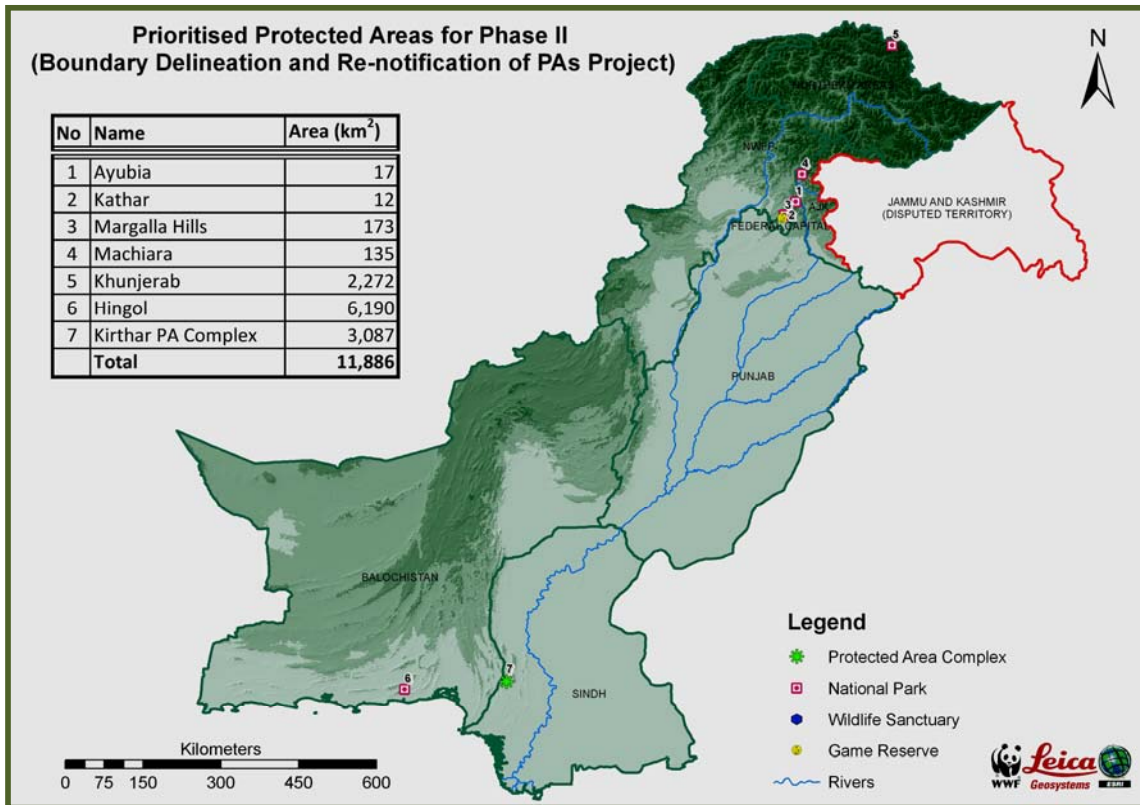 Prioritised Protected Areas for Phase II
(Boundary Delineation and Re-notification of PAs Project)
No Name Area (km²)
1 Ayubia 17
2 Kathar 12
3 Margalla Hills 173
4 Machiara 135
5 Khunjerab 2,272
6 Hingol 6,190
7 Kirthar PA Complex 3,087
Total 11,886
N
5
NWFP
4
1
3
2
AJK
FEDERAL CAPITAL
JAMMU AND KASHMIR
(DISPUTED TERRITORY)
PUNJAB
BALOCHISTAN
6
7
SINDH
Legend
Protected Area Complex
National Park
Wildlife Sanctuary
Game Reserve
Rivers
Kilometers
0 75 150 300 450 600
WWF
Leica
Geosystems
ESRI